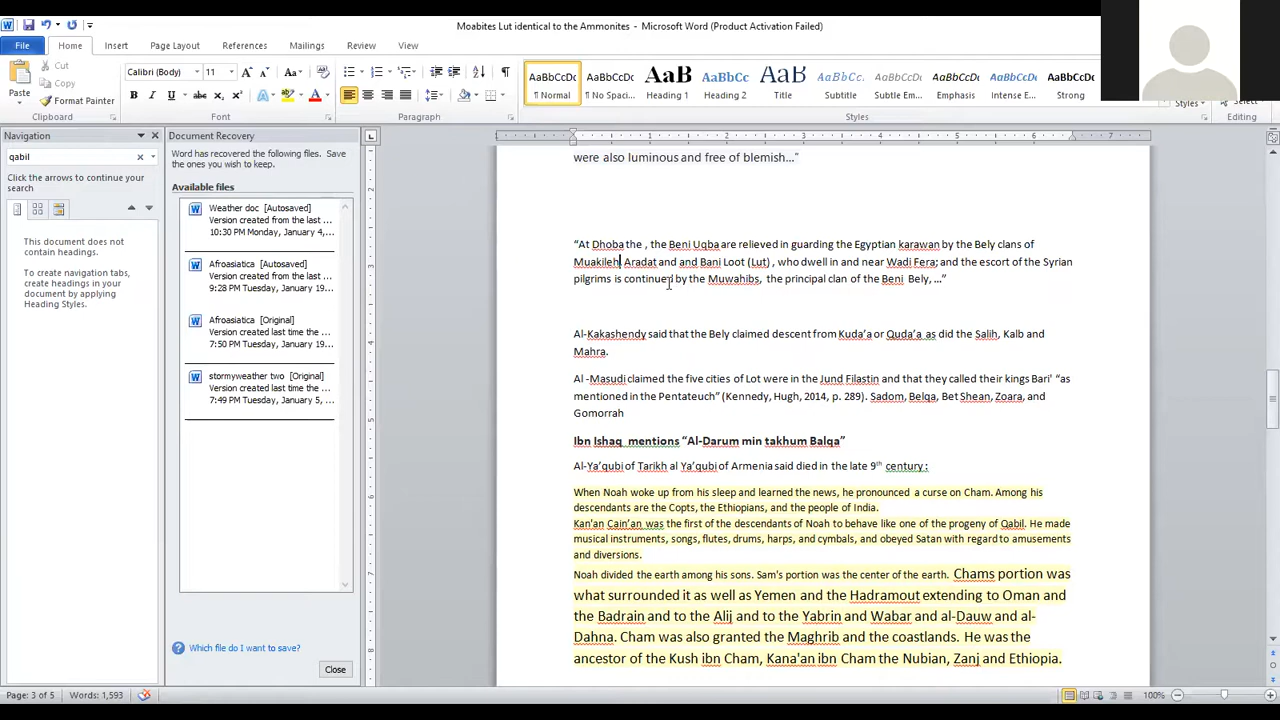 Moabites Lut identical to the Ammonites - Microsoft Word (Product Activation Failed)
File Home Insert Page Layout References Mailings Review View
Cut
Copy
Format Painter
Paste
Clipboard
Calibri (Body) 11
Font
Paragraph
AaBbCcDc AaBbCcDc AaB AaBbCc AaB AaBbCcI AaBbCcDc AaBbCcDc AaBbCcDc AaBbCcDc
¶ Normal ¶ No Spaci... Heading 1 Heading 2 Title Subtitle Subtle Em... Emphasis Intense E... Strong
Styles
Editing
Navigation
qabil
Click the arrows to continue your
search
This document does not
contain headings.
To create navigation tabs,
create headings in your
document by applying
Heading Styles.
Document Recovery
Word has recovered the following files. Save
the ones you wish to keep.
Available files
Weather doc [Autosaved]
Version created from the last ...
10:30 PM Monday, January 4,...
Afroasiatica [Autosaved]
Version created from the last ...
9:28 PM Tuesday, January 19...
Afroasiatica [Original]
Version created last time the ...
7:50 PM Tuesday, January 19...
stormyweather two [Original]
Version created last time the ...
7:49 PM Tuesday, January 5, ...
Which file do I want to save?
Close
were also luminous and free of blemish..."
“At Dhoba the , the Beni Uqba are relieved in guarding the Egyptian karawan by the Bely clans of
Muakileh Aradat and and Bani Loot (Lut) , who dwell in and near Wadi Fera; and the escort of the Syrian
pilgrims is continued by the Muwahibs, the principal clan of the Beni Bely, ...”
Al-Kakashendy said that the Bely claimed descent from Kuda’a or Quda’a as did the Salih, Kalb and
Mahra.
Al -Masudi claimed the five cities of Lot were in the Jund Filastin and that they called their kings Bari' “as
mentioned in the Pentateuch” (Kennedy, Hugh, 2014, p. 289). Sadom, Belqa, Bet Shean, Zoara, and
Gomorrah
Ibn Ishaq mentions “Al-Darum min takhum Balqa”
Al-Ya’qubi of Tarikh al Ya’qubi of Armenia said died in the late 9th century :
When Noah woke up from his sleep and learned the news, he pronounced a curse on Cham. Among his
descendants are the Copts, the Ethiopians, and the people of India.
Kan'an Cain’an was the first of the descendants of Noah to behave like one of the progeny of Qabil. He made
musical instruments, songs, flutes, drums, harps, and cymbals, and obeyed Satan with regard to amusements
and diversions.
Noah divided the earth among his sons. Sam's portion was the center of the earth. Chams portion was
what surrounded it as well as Yemen and the Hadramout extending to Oman and
the Badrain and to the Alij and to the Yabrin and Wabar and al-Dauw and al-
Dahna. Cham was also granted the Maghrib and the coastlands. He was the
ancestor of the Kush ibn Cham, Kana'an ibn Cham the Nubian, Zanj and Ethiopia.
Page: 3 of 5 Words: 1,593
100%